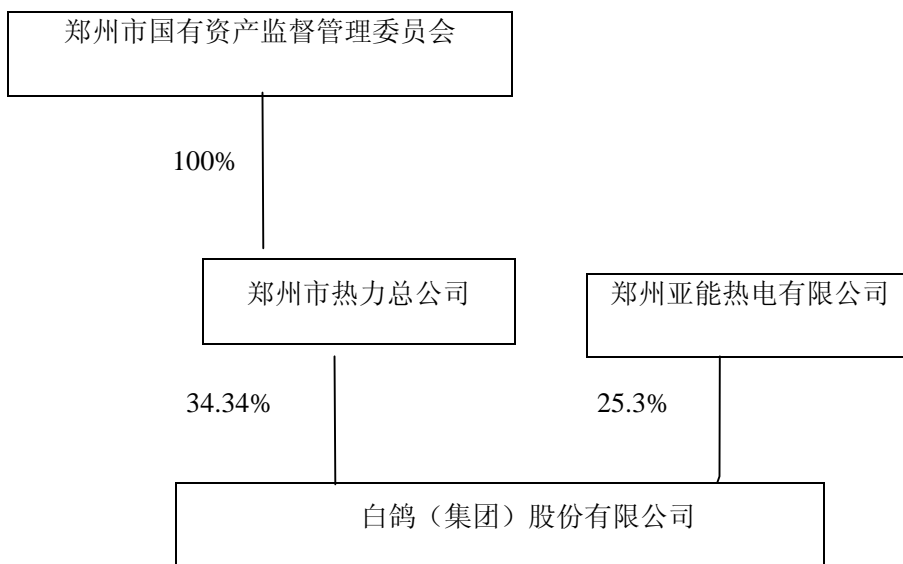 郑州市国有资产监督管理委员会
100%
郑州市热力总公司
郑州亚能热电有限公司
34.34%
25.3%
白鸽（集团）股份有限公司